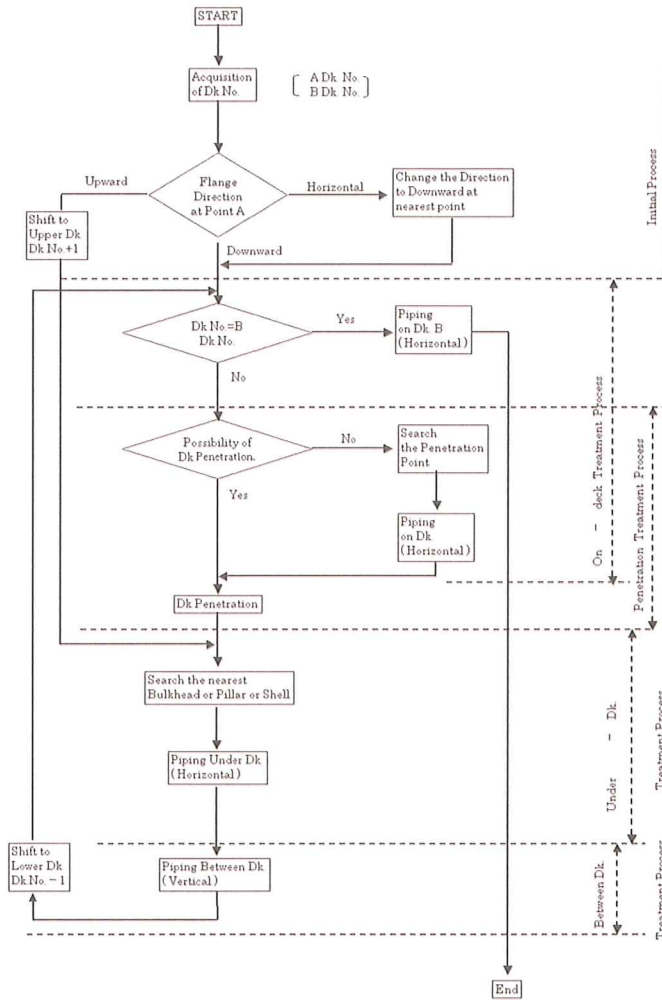 START
Acquisition
of Dk No.
A Dk No.
B Dk No.
Upward
Flange
Direction
at Point A
Horizontal
Change the Direction
to Downward at
nearest point
Shift to
Upper Dk
Dk No.+1
Downward
Initial Process
Dk No.=B
Dk No.
Yes
Piping
on Dk. B
(Horizontal)
No
Possibility of
Dk Penetration.
No
Search
the Penetration
Point
Yes
Piping
on Dk
(Horizontal)
On - deck Treatment Process
Penetration Treatment Process
Dk Penetration
Search the nearest
Bulkhead or Pillar or Shell
Piping Under Dk
(Horizontal)
Under - Dk.
Treatment Process
Shift to
Lower Dk
Dk No. - 1
Piping Between Dk
(Vertical)
Between Dk.
Treatment Process
End